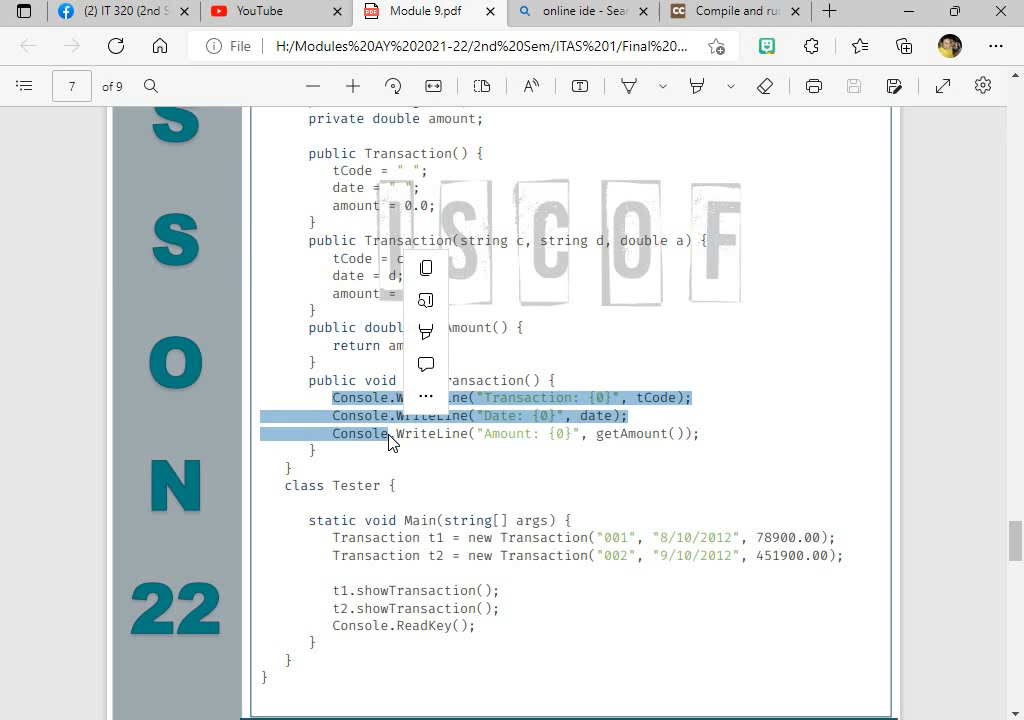 (2) IT 320 (2nd S
YouTube
Module 9.pdf
online ide - Sear
Compile and ru
File
H:/Modules%20AY%202021-22/2nd%20Sem/ITAS%201/Final%20...
7 of 9
private double amount;
public Transaction() {
tCode = " ";
date = " ";
amount = 0.0;
}
public Transaction(string c, string d, double a) {
tCode = c
date = d;
amount =
}
public doubl Amount() {
return am
}
public void ransaction() {
Console.W ne("Transaction: {0}", tCode);
Console.WriteLine("Date: {0}", date);
Console.WriteLine("Amount: {0}", getAmount());
}
}
class Tester {
static void Main(string[] args) {
Transaction t1 = new Transaction("001", "8/10/2012", 78900.00);
Transaction t2 = new Transaction("002", "9/10/2012", 451900.00);
t1.showTransaction();
t2.showTransaction();
Console.ReadKey();
}
}
}
S
S
O
N
22
ISCOF